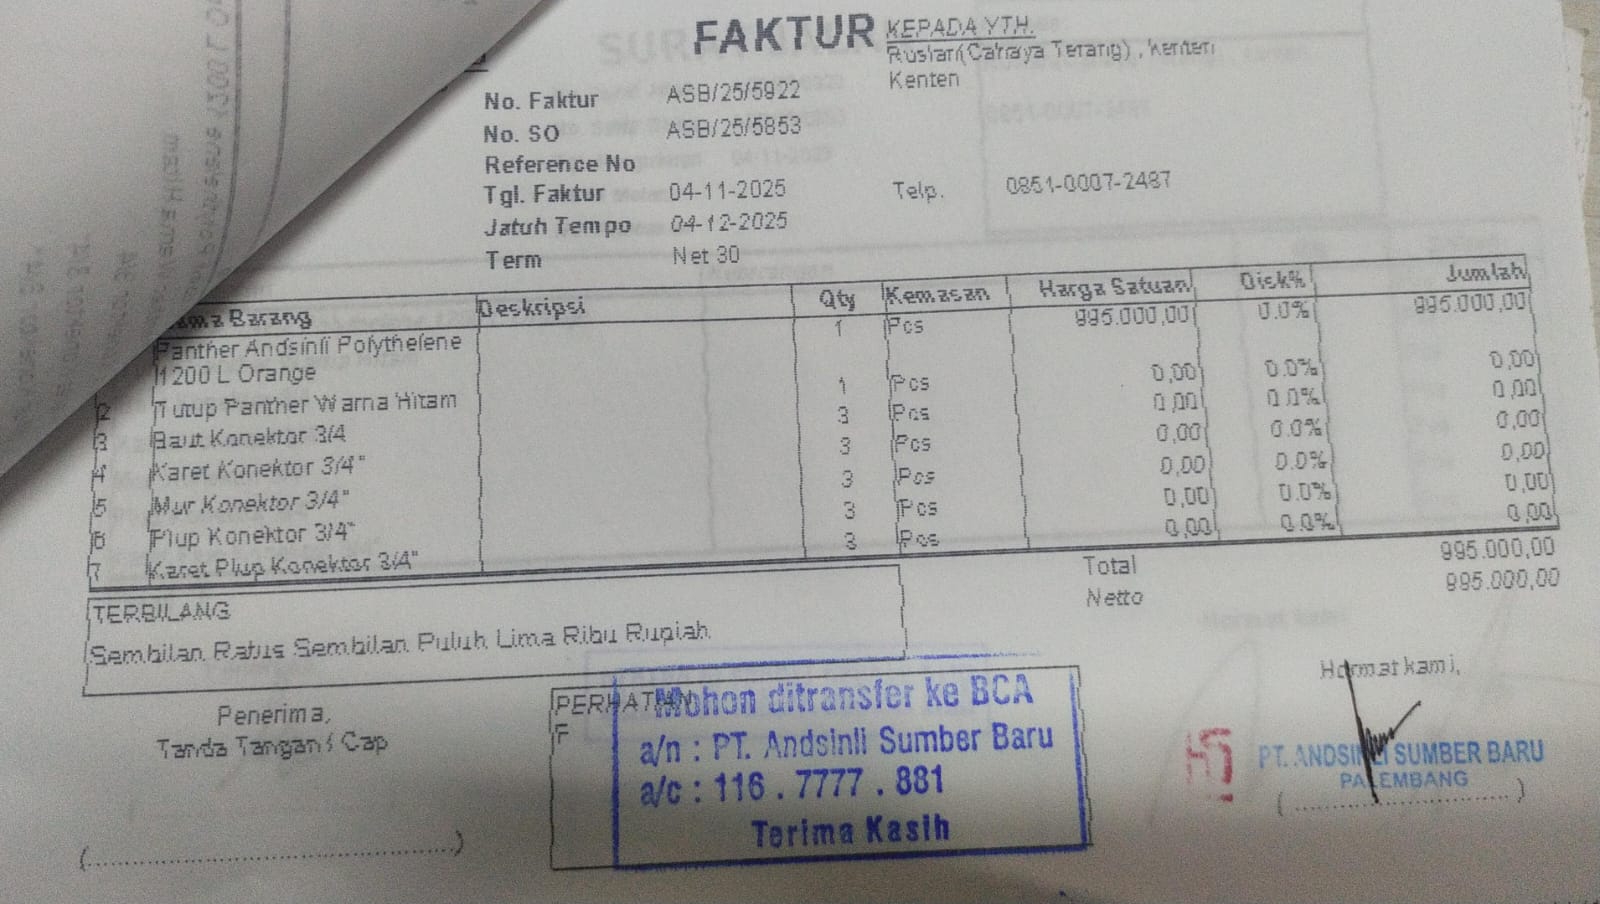 FAKTUR
KEPADA YTH.
Ruslan(Cahaya Terang) , kenten
Kenten
No. Faktur ASB/25/5922
No. SO ASB/25/5853
Reference No
Tgl. Faktur 04-11-2025
Telp. 0851-0007-2487
Jatuh Tempo 04-12-2025
Term Net 30
ama Barang Deskripsi Qty Kemasan Harga Satuan Disk% Jumlah
Panther Andsinli Polythelene 1 Pcs 995.000,00 0.0% 995.000,00
1200 L Orange
2 Tutup Panther Warna Hitam 1 Pcs 0,00 0.0% 0,00
3 Baut Konektor 3/4 3 Pcs 0,00 0.0% 0,00
4 Karet Konektor 3/4" 3 Pcs 0,00 0.0% 0,00
5 Mur Konektor 3/4" 3 Pcs 0,00 0.0% 0,00
6 Plup Konektor 3/4" 3 Pcs 0,00 0.0% 0,00
7 Karet Plup Konektor 3/4" 3 Pcs 0,00 0.0% 0,00
Total 995.000,00
Netto 995.000,00
TERBILANG
Sembilan Ratus Sembilan Puluh Lima Ribu Rupiah
Penerima,
Tanda Tangan / Cap
PERHATIAN
F
Mohon ditransfer ke BCA
a/n : PT. Andsinli Sumber Baru
a/c : 116 . 7777 . 881
Terima Kasih
Hormat kami,
PT. ANDSINLI SUMBER BARU
PALEMBANG